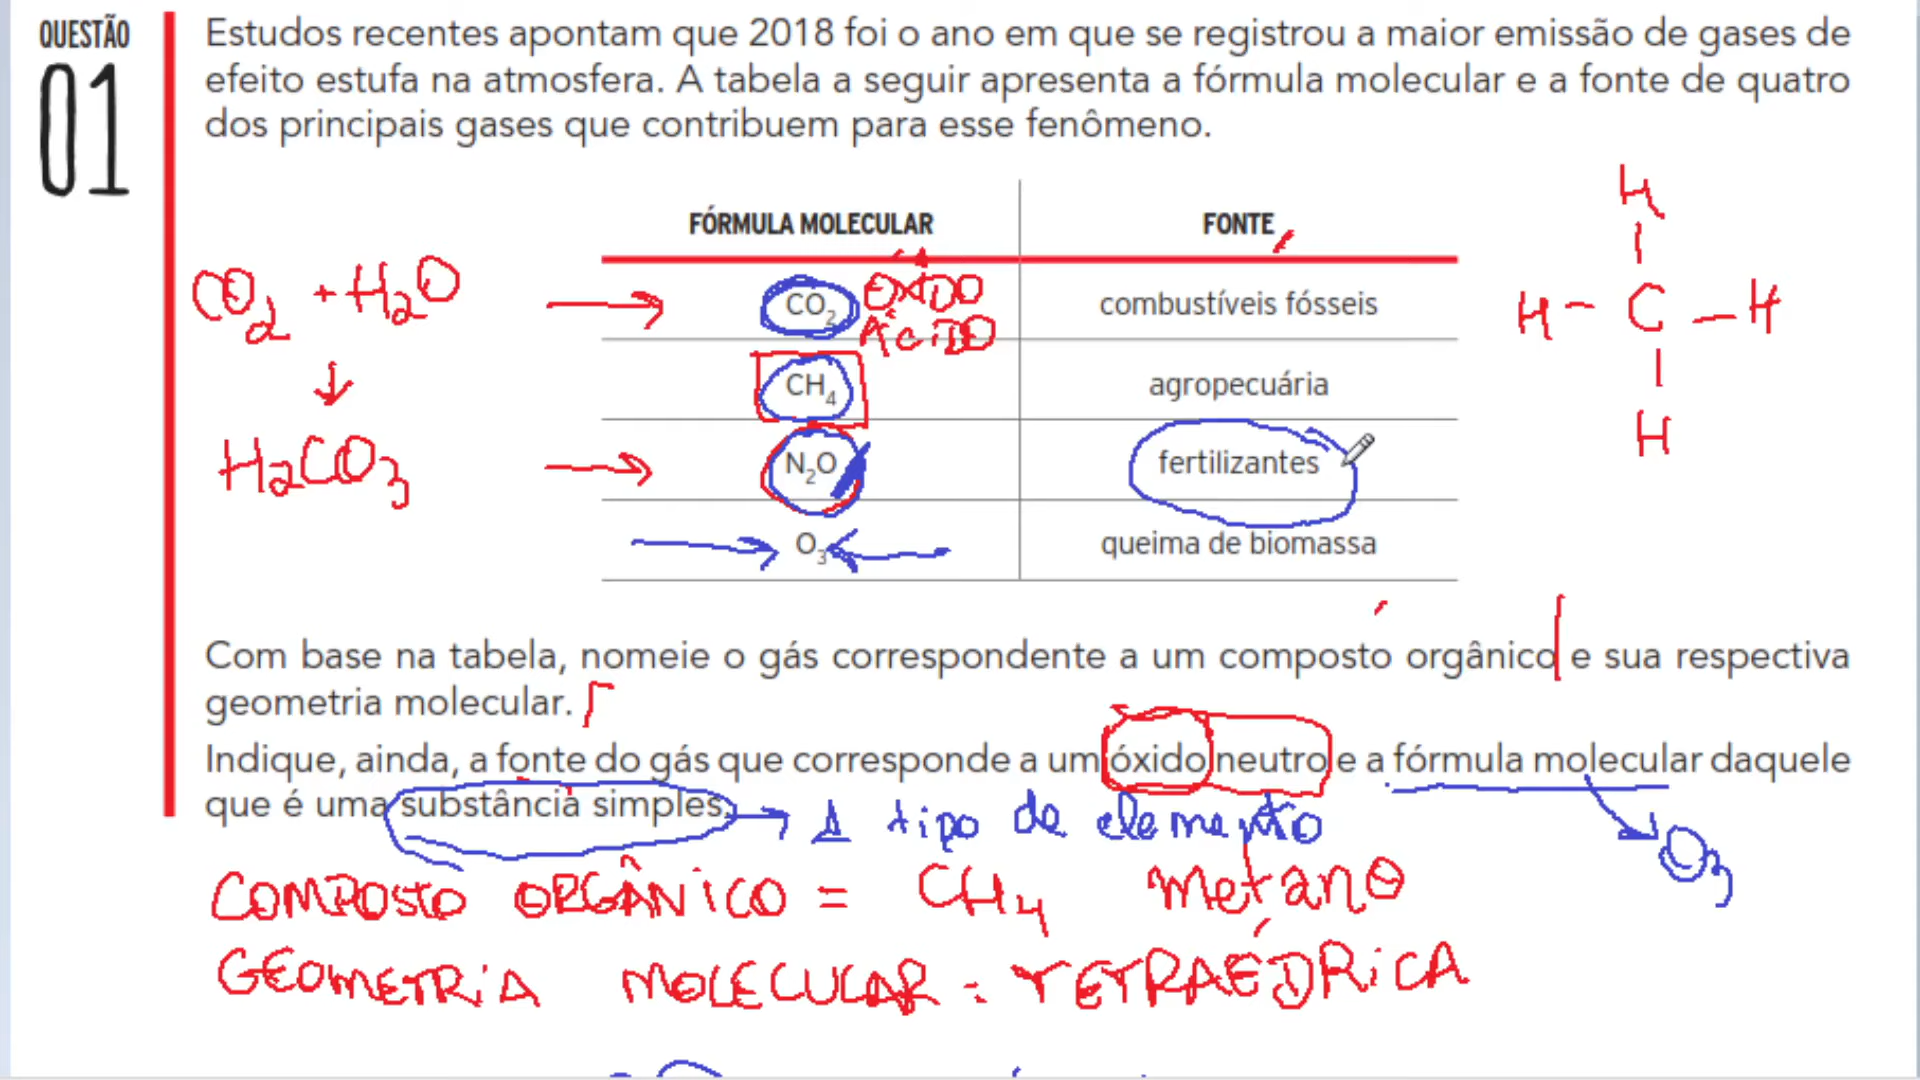 QUESTÃO
01
Estudos recentes apontam que 2018 foi o ano em que se registrou a maior emissão de gases de
efeito estufa na atmosfera. A tabela a seguir apresenta a fórmula molecular e a fonte de quatro
dos principais gases que contribuem para esse fenômeno.
FÓRMULA MOLECULAR FONTE
CO₂ combustíveis fósseis
CH₄ agropecuária
N₂O fertilizantes
O₃ queima de biomassa
ÓXIDO
ÁCIDO
CO₂ + H₂O
H₂CO₃
H
H - C - H
H
Com base na tabela, nomeie o gás correspondente a um composto orgânico e sua respectiva
geometria molecular.
Indique, ainda, a fonte do gás que corresponde a um óxido neutro e a fórmula molecular daquele
que é uma substância simples.
1 tipo de elemento
O₃
COMPOSTO ORGÂNICO = CH₄ Metano
GEOMETRIA MOLECULAR = TETRAÉDRICA